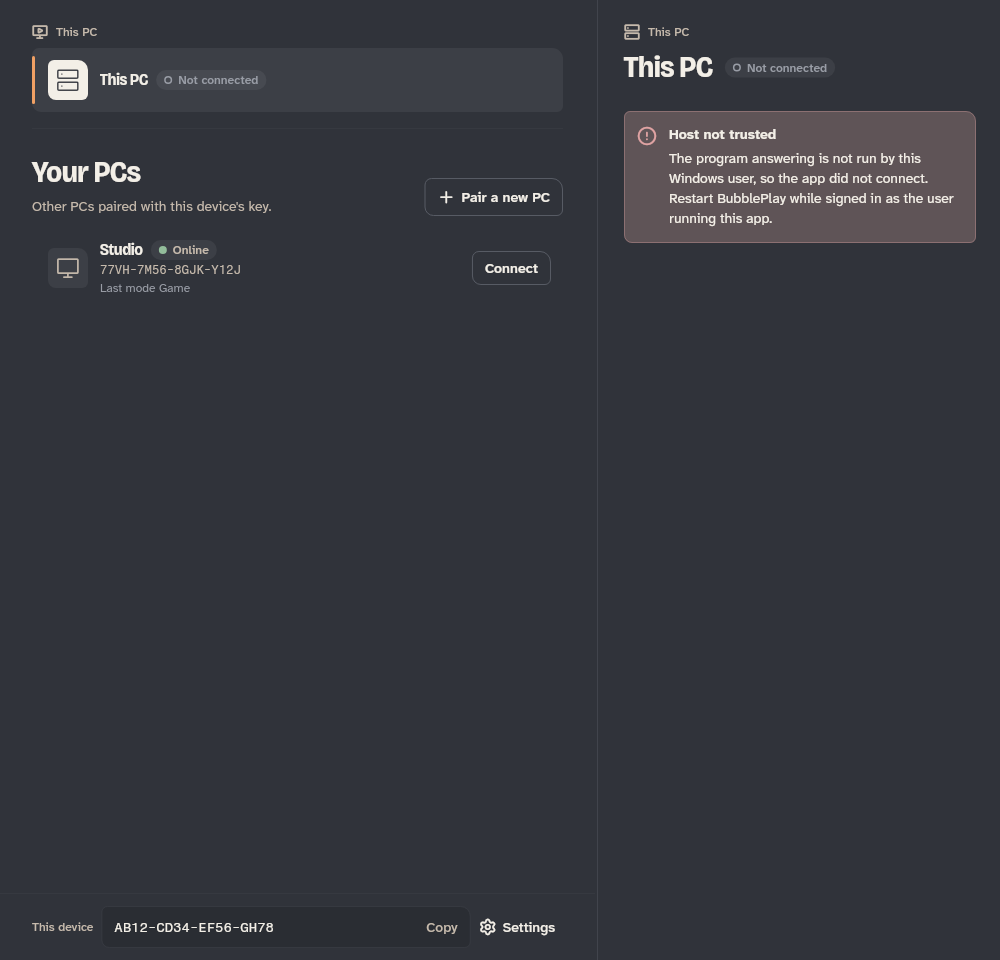 This PC
This PC Not connected
Your PCs
Other PCs paired with this device's key.
Pair a new PC
Studio Online
77VH-7M56-8GJK-Y12J
Last mode Game
Connect
This device AB12-CD34-EF56-GH78 Copy Settings
This PC
This PC Not connected
Host not trusted
The program answering is not run by this
Windows user, so the app did not connect.
Restart BubblePlay while signed in as the user
running this app.